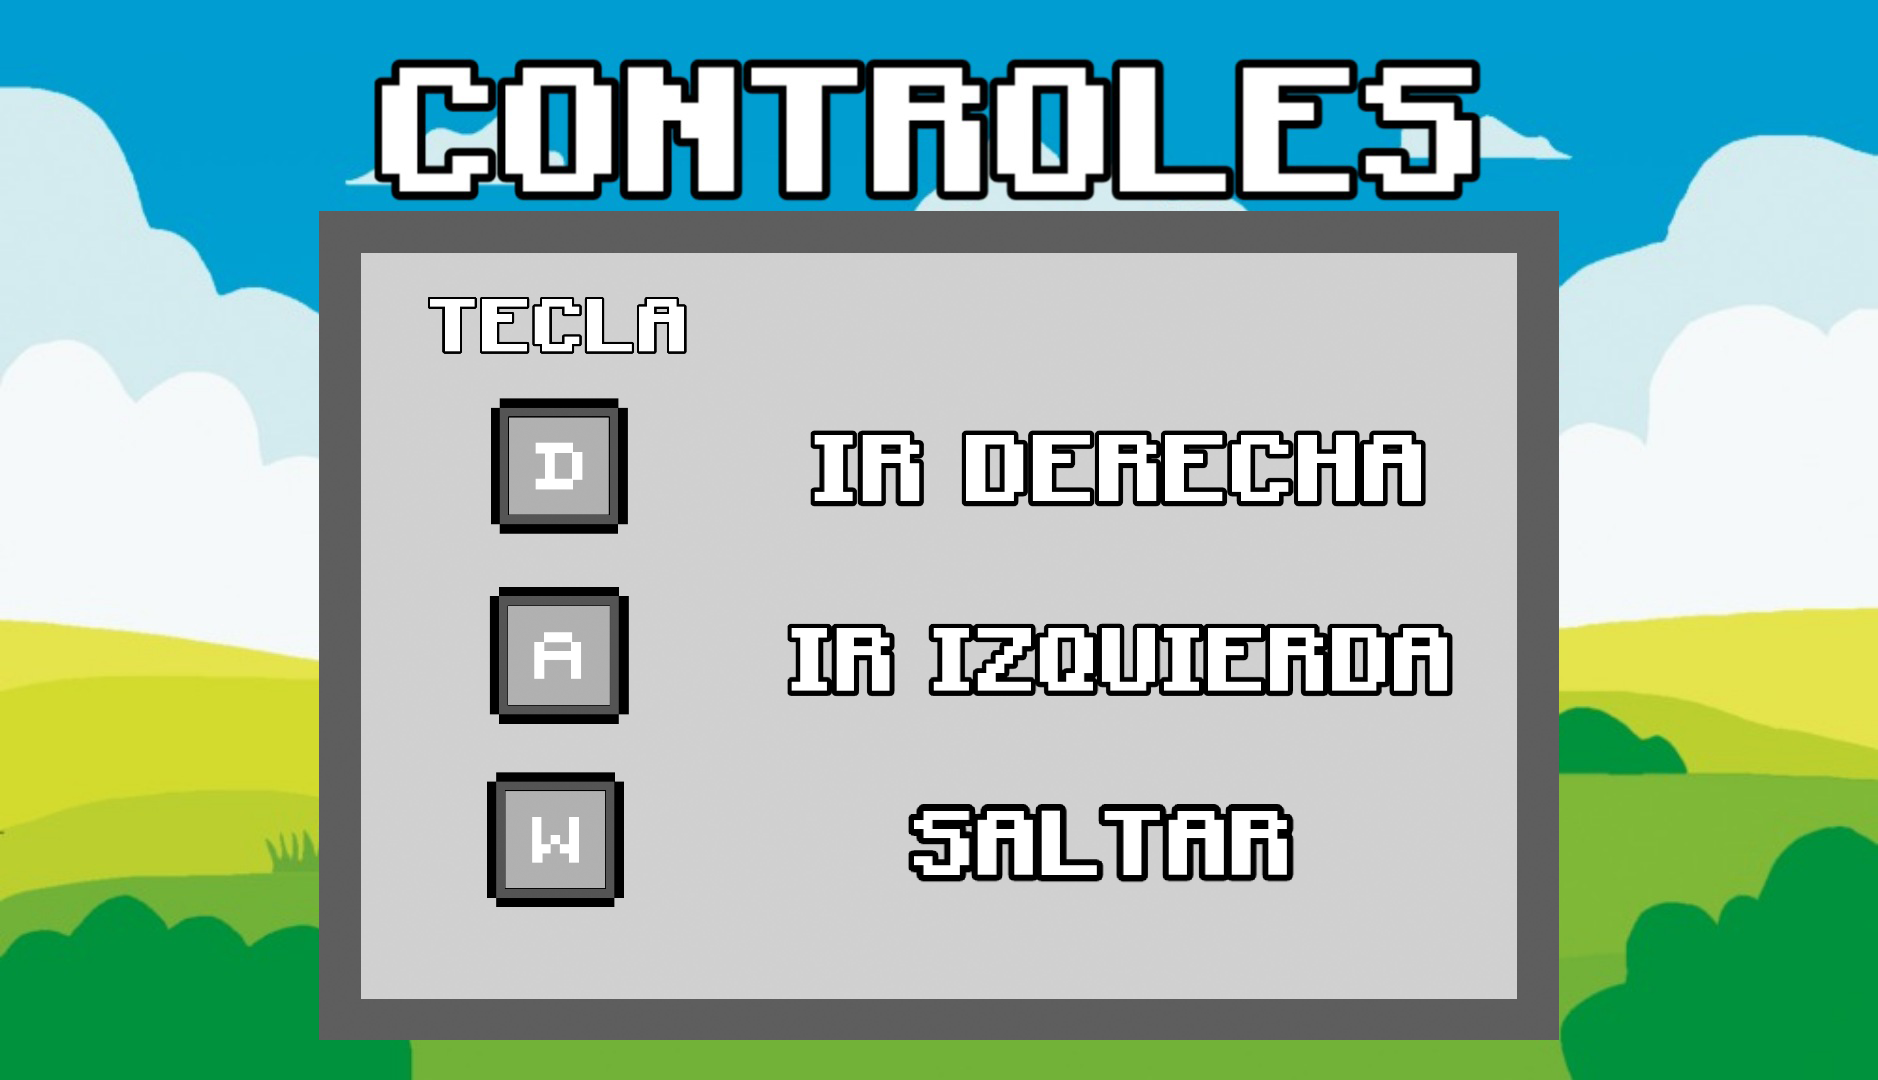 CONTROLES
TECLA
D IR DERECHA
A IR IZQUIERDA
W SALTAR